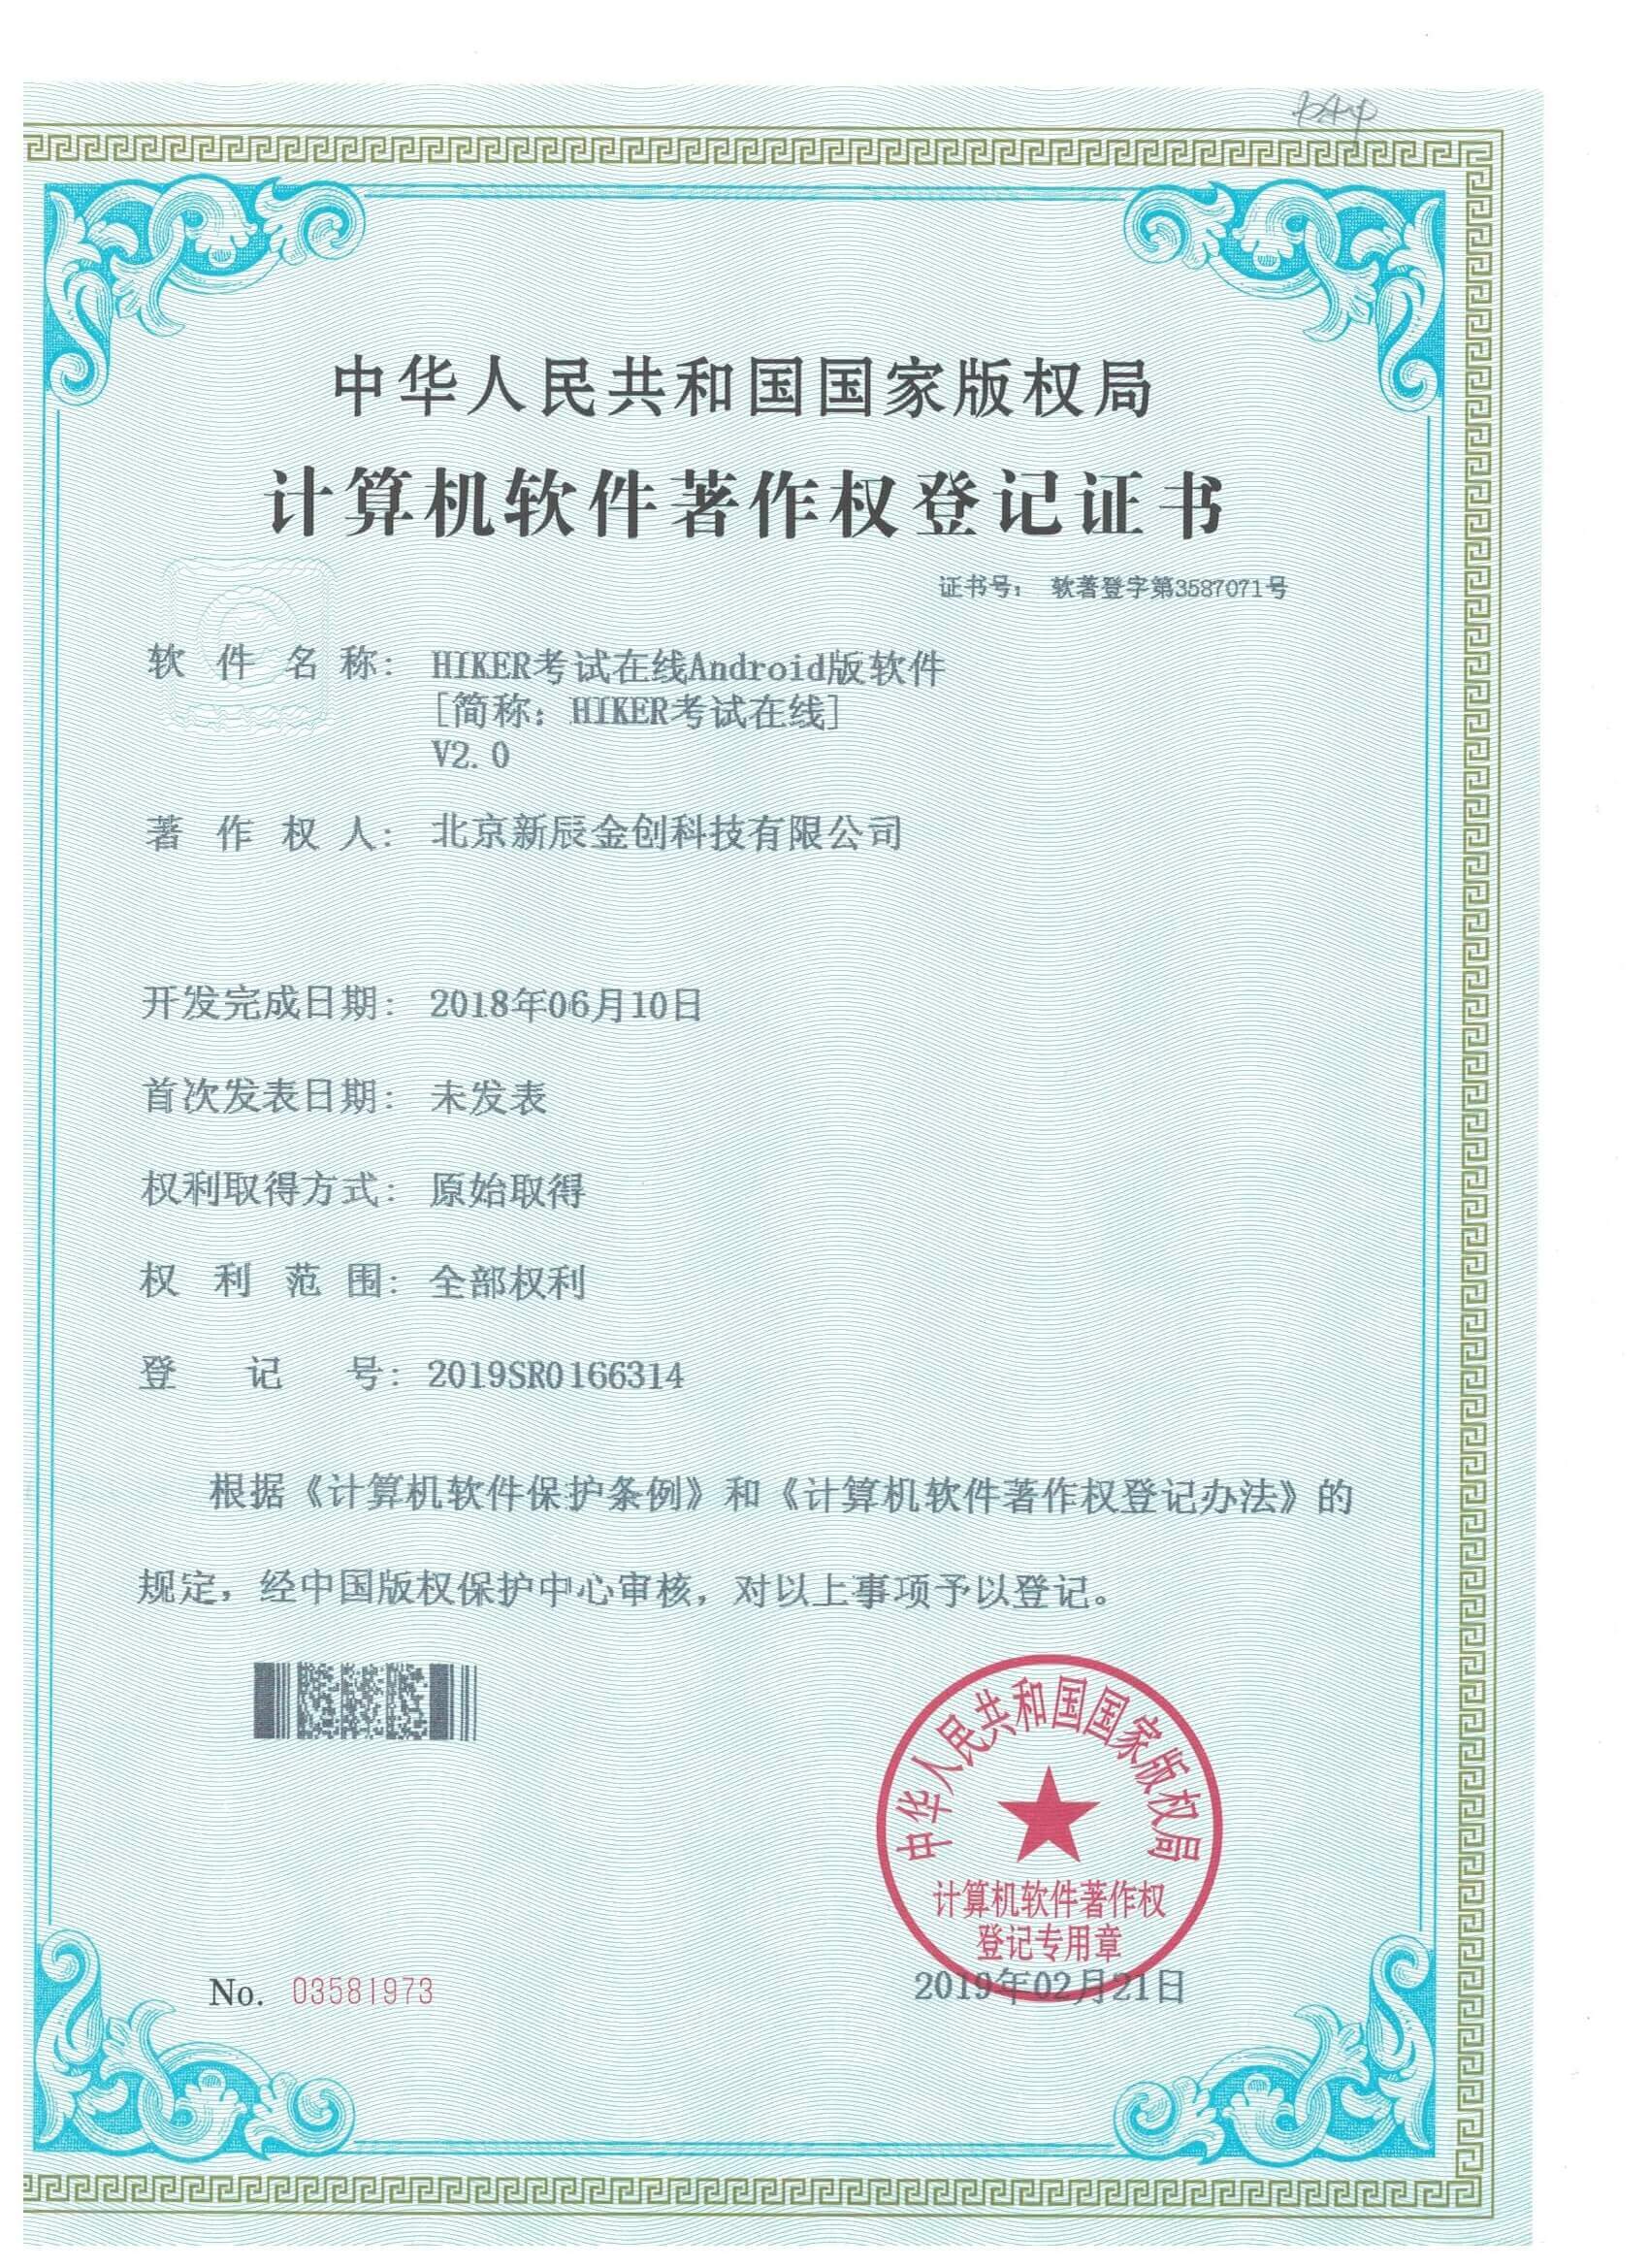 中华人民共和国国家版权局
计算机软件著作权登记证书
证书号： 软著登字第3587071号
软件名称： HIKER考试在线Android版软件
[简称：HIKER考试在线]
V2.0
著作权人： 北京新辰金创科技有限公司
开发完成日期： 2018年06月10日
首次发表日期： 未发表
权利取得方式： 原始取得
权利范围： 全部权利
登记号： 2019SR0166314
根据《计算机软件保护条例》和《计算机软件著作权登记办法》的
规定，经中国版权保护中心审核，对以上事项予以登记。
中华人民共和国国家版权局
计算机软件著作权
登记专用章
No. 03581973
2019年02月21日